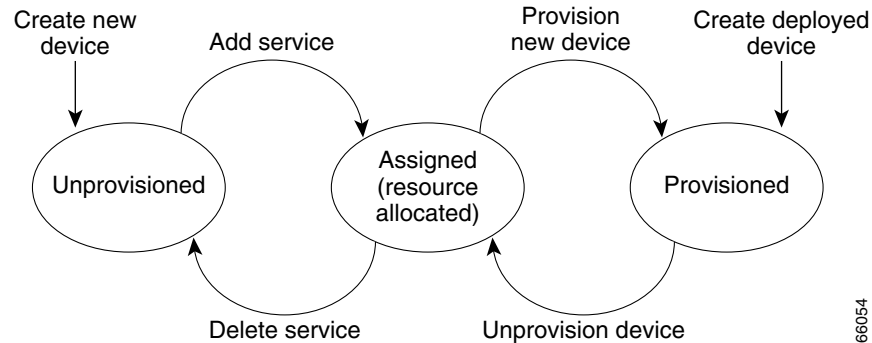 Create new
device
Add service
Provision
new device
Create deployed
device
Unprovisioned
Assigned
(resource
allocated)
Provisioned
Delete service
Unprovision device
66054